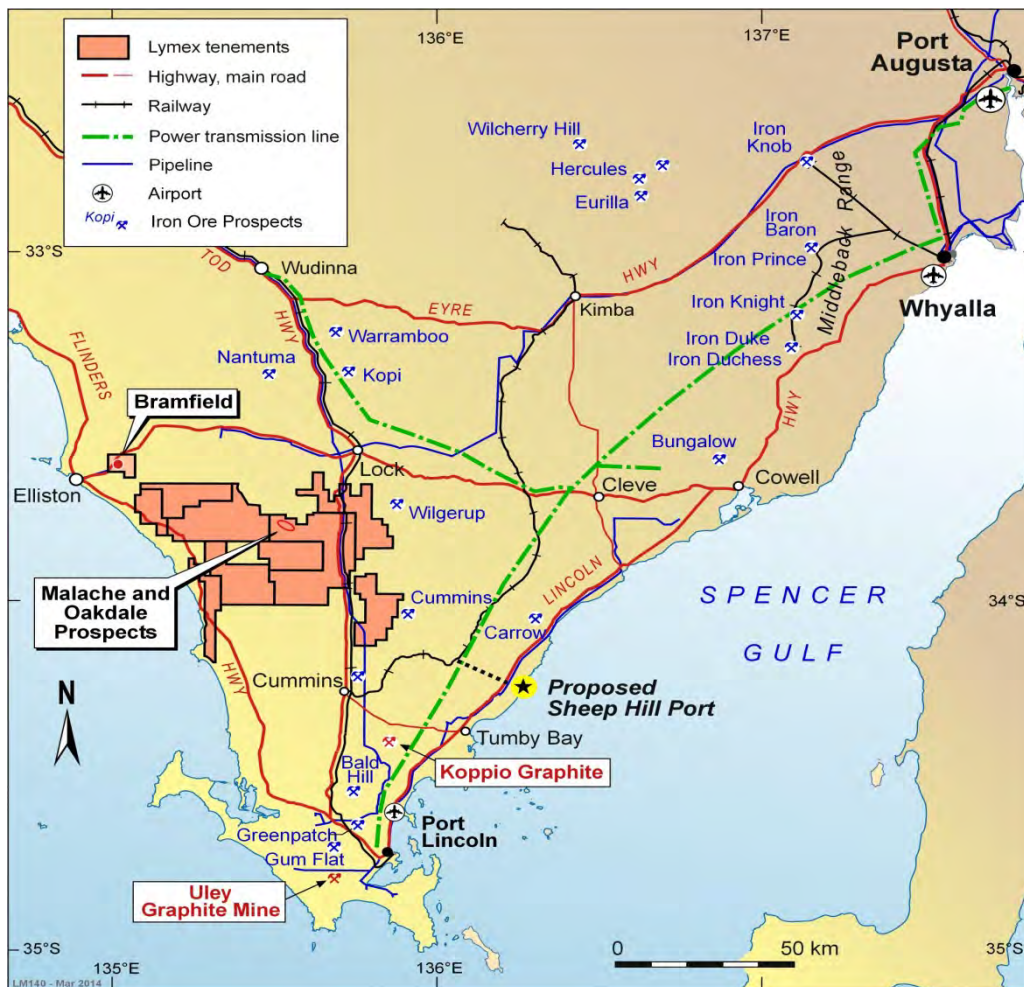 136°E
137°E
Lymex tenements
Highway, main road
Railway
Power transmission line
Pipeline
Airport
Kopi
Iron Ore Prospects
Port
Augusta
Wilcherry Hill
Hercules
Eurilla
Iron
Knob
Iron
Baron
Iron Prince
Middleback Range
Iron Knight
Iron Duke
Iron Duchess
Whyalla
33°S
TOD
HWY
Wudinna
EYRE
HWY
Kimba
FLINDERS
Warramboo
Nantuma
Kopi
Bramfield
HWY
Bungalow
Elliston
Lock
Cleve
Cowell
Wilgerup
Malache and
Oakdale
Prospects
Cummins
LINCOLN
Carrow
SPENCER
GULF
34°S
HWY
Cummins
Proposed
Sheep Hill Port
N
Tumby Bay
Koppio Graphite
Bald
Hill
Port
Lincoln
Greenpatch
Gum Flat
Uley
Graphite Mine
0
50 km
35°S
35°S
135°E
136°E
LM140 - Mar 2014